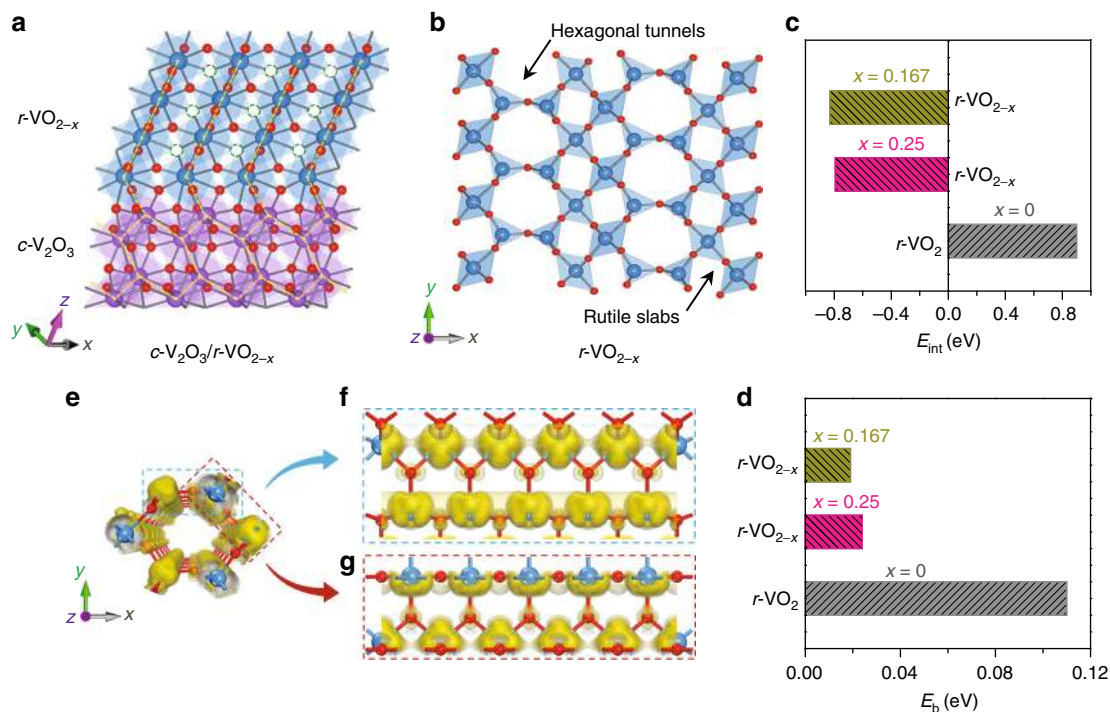 a
r-VO2–x
c-V2O3
z
y
x
c-V2O3/r-VO2–x
b
Hexagonal tunnels
Rutile slabs
y
z
x
r-VO2–x
c
x = 0.167
r-VO2–x
x = 0.25
r-VO2–x
x = 0
r-VO2
–0.8 –0.4 0.0 0.4 0.8
Eint (eV)
e
y
z
x
f
g
d
x = 0.167
r-VO2–x
x = 0.25
r-VO2–x
x = 0
r-VO2
0.00 0.04 0.08 0.12
Eb (eV)